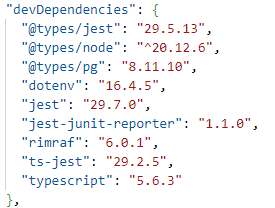 "devDependencies": {
"@types/jest": "29.5.13",
"@types/node": "^20.12.6",
"@types/pg": "8.11.10",
"dotenv": "16.4.5",
"jest": "29.7.0",
"jest-junit-reporter": "1.1.0",
"rimraf": "6.0.1",
"ts-jest": "29.2.5",
"typescript": "5.6.3"
},